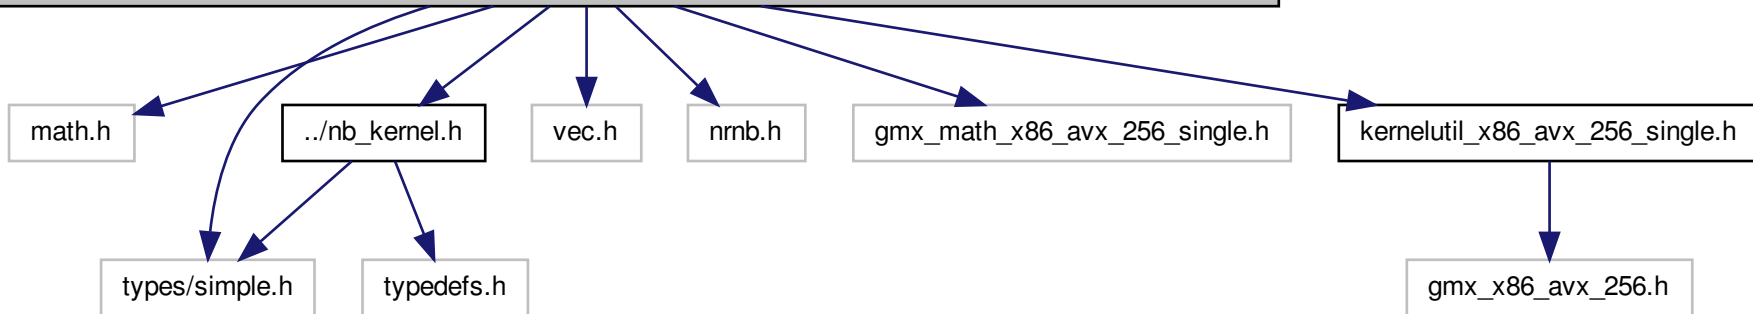 math.h
../nb_kernel.h
vec.h
nrnb.h
gmx_math_x86_avx_256_single.h
kernelutil_x86_avx_256_single.h
types/simple.h
typedefs.h
gmx_x86_avx_256.h